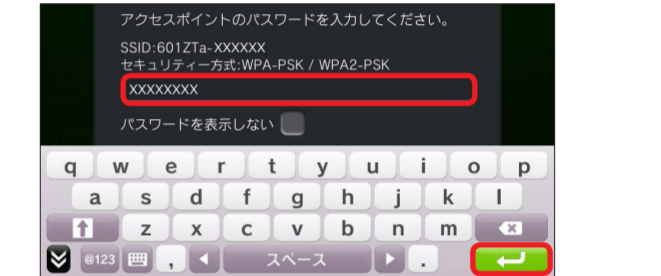 アクセスポイントのパスワードを入力してください。
SSID:601ZTa-XXXXXX
セキュリティー方式:WPA-PSK / WPA2-PSK
XXXXXXXX
パスワードを表示しない
q w e r t y u i o p
a s d f g h j k l
z x c v b n m
@123 , スペース .